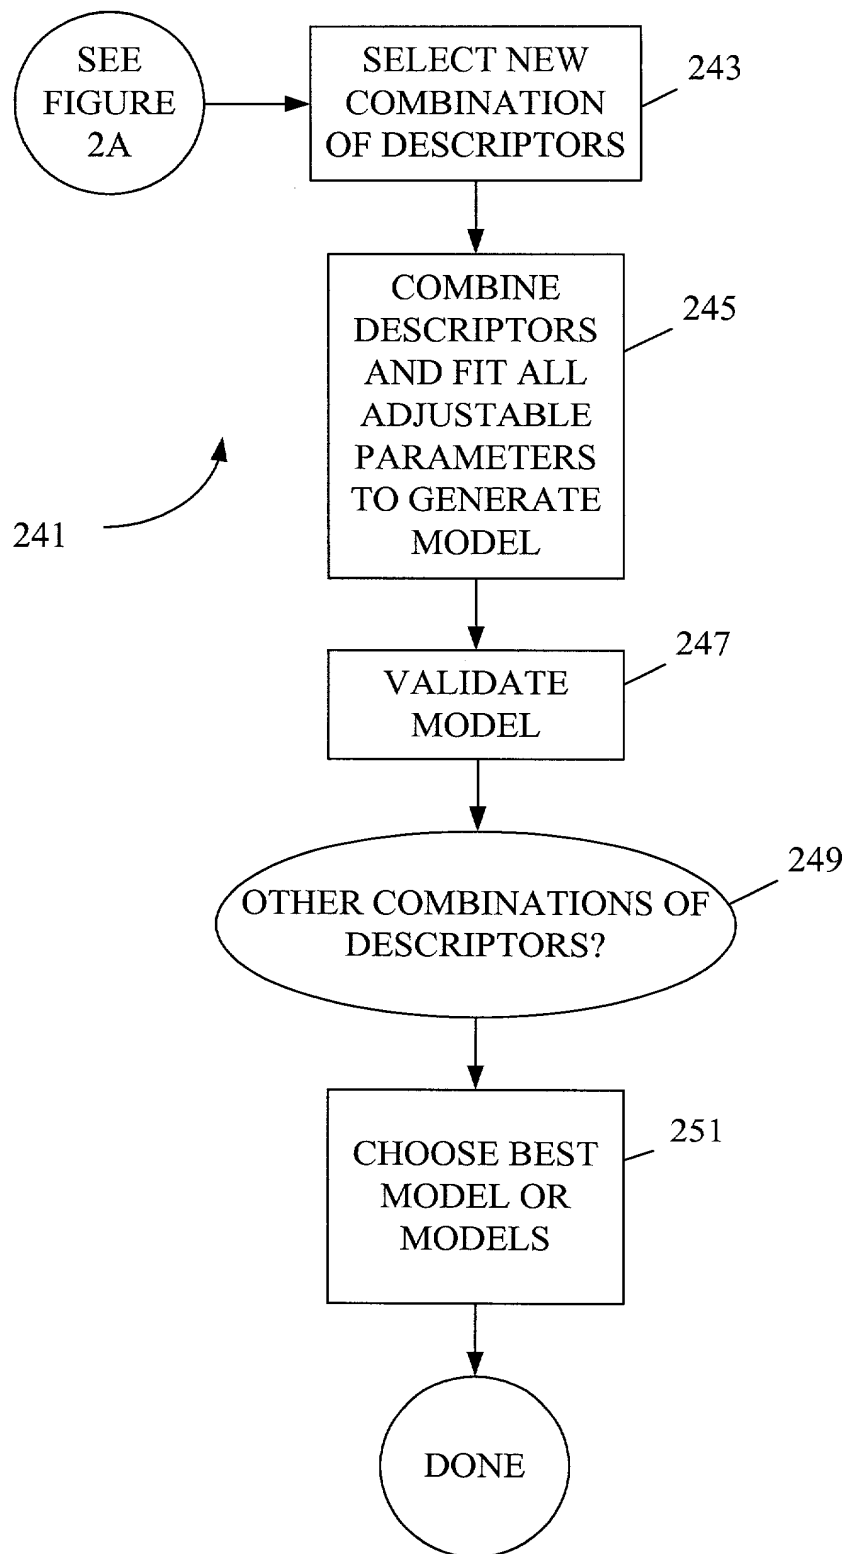 SEE
FIGURE
2A
SELECT NEW
COMBINATION
OF DESCRIPTORS
243
COMBINE
DESCRIPTORS
AND FIT ALL
ADJUSTABLE
PARAMETERS
TO GENERATE
MODEL
245
241
VALIDATE
MODEL
247
OTHER COMBINATIONS OF
DESCRIPTORS?
249
CHOOSE BEST
MODEL OR
MODELS
251
DONE